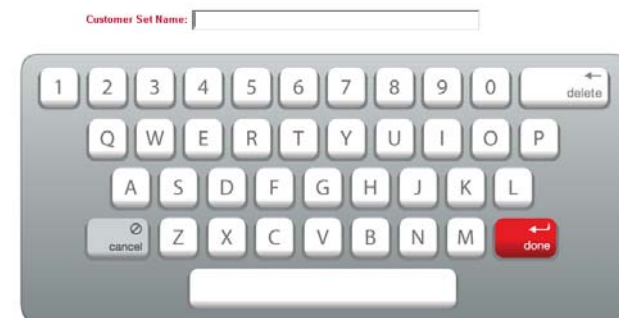 Customer Set Name:
1 2 3 4 5 6 7 8 9 0 delete
Q W E R T Y U I O P
A S D F G H J K L
cancel Z X C V B N M done